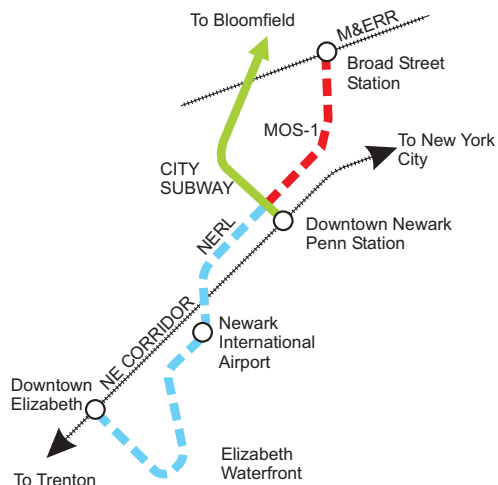 To Bloomfield
M&ERR
Broad Street
Station
MOS-1
To New York
City
CITY
SUBWAY
Downtown Newark
Penn Station
NERL
NE CORRIDOR
Newark
International
Airport
Downtown
Elizabeth
Elizabeth
Waterfront
To Trenton